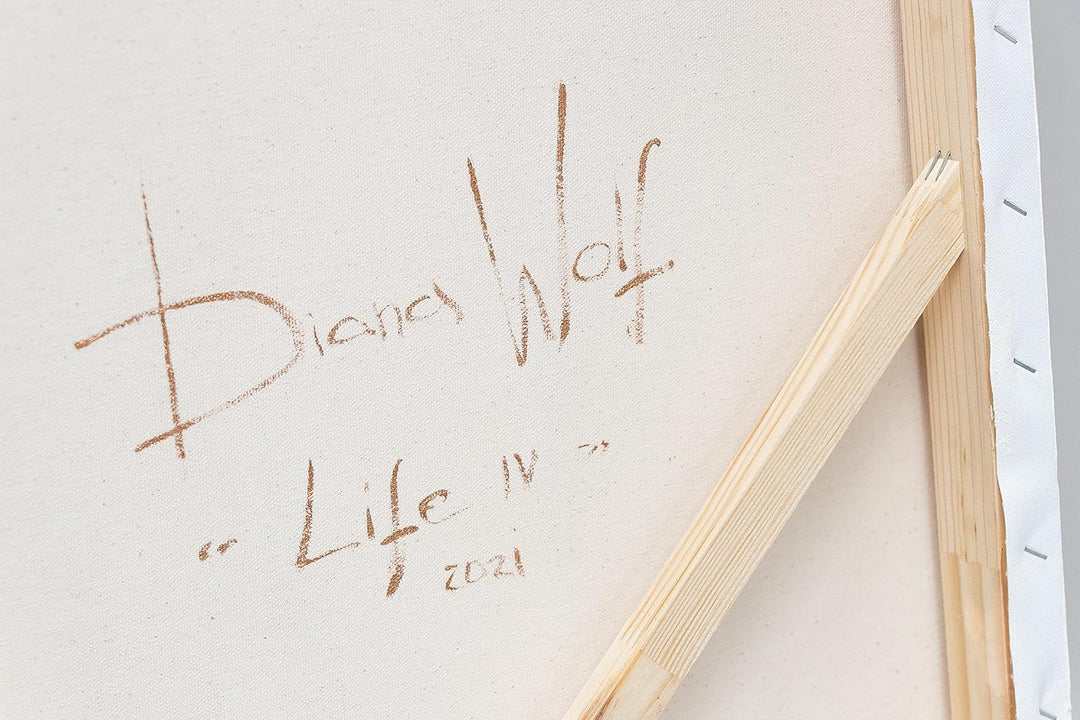 Diana Wolf
"Life IV"
2021